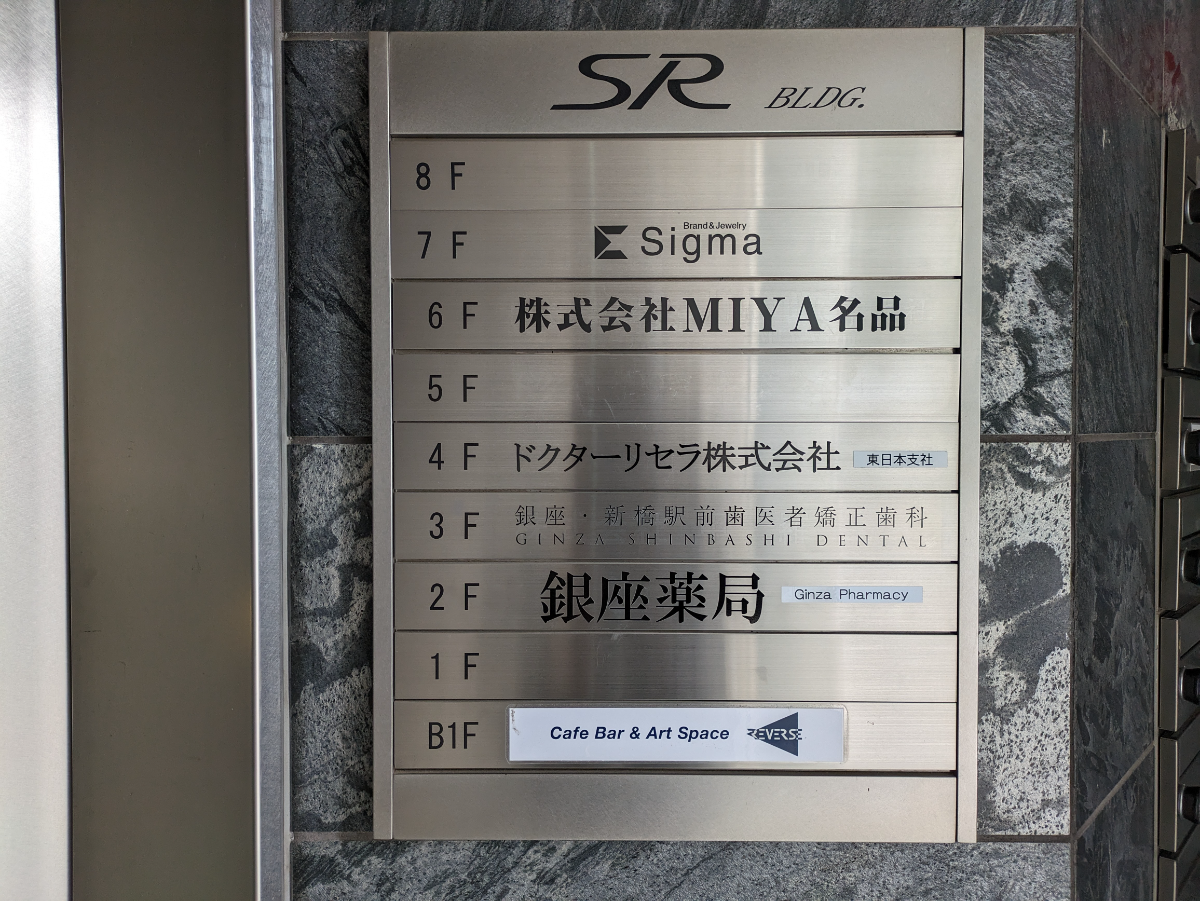 SR BLDG.
8 F
7 F Brand & Jewelry Sigma
6 F 株式会社MIYA名品
5 F
4 F ドクターリセラ株式会社 東日本支社
3 F 銀座・新橋駅前歯医者矯正歯科
GINZA SHINBASHI DENTAL
2 F 銀座薬局 Ginza Pharmacy
1 F
B1F Cafe Bar & Art Space REVERSE